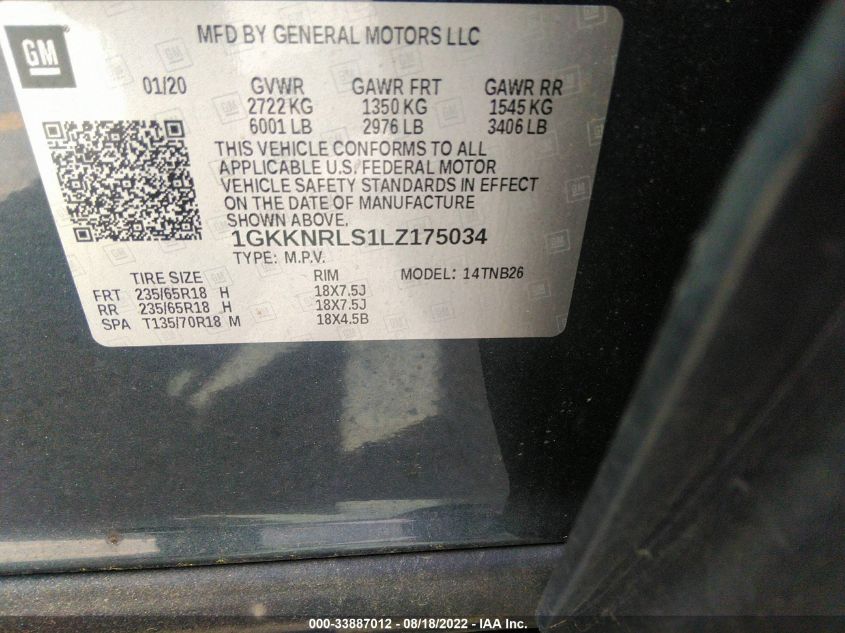 GM
MFD BY GENERAL MOTORS LLC
01/20 GVWR GAWR FRT GAWR RR
2722 KG 1350 KG 1545 KG
6001 LB 2976 LB 3406 LB
THIS VEHICLE CONFORMS TO ALL
APPLICABLE U.S. FEDERAL MOTOR
VEHICLE SAFETY STANDARDS IN EFFECT
ON THE DATE OF MANUFACTURE
SHOWN ABOVE.
1GKKNRLS1LZ175034
TYPE: M.P.V.
TIRE SIZE RIM MODEL: 14TNB26
FRT 235/65R18 H 18X7.5J
RR 235/65R18 H 18X7.5J
SPA T135/70R18 M 18X4.5B
000-33887012 - 08/18/2022 - IAA Inc.